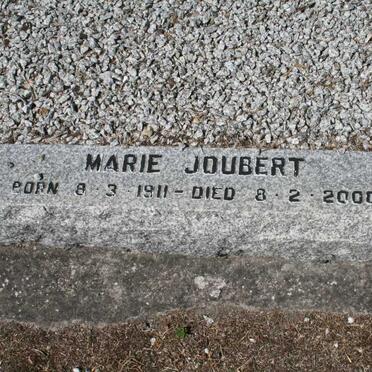 MARIE JOUBERT
BORN 8·3·1911 - DIED 8·2·2000